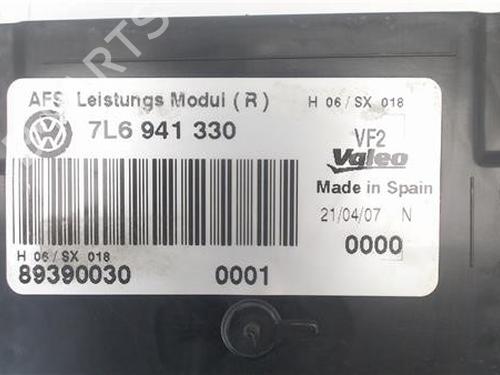 PARTS
AFS Leistungs Modul (R)
H 06/SX 018
7L6 941 330
VF2
Valeo
Made in Spain
21/04/07 N
0000
H 06/SX 018
89390030 0001